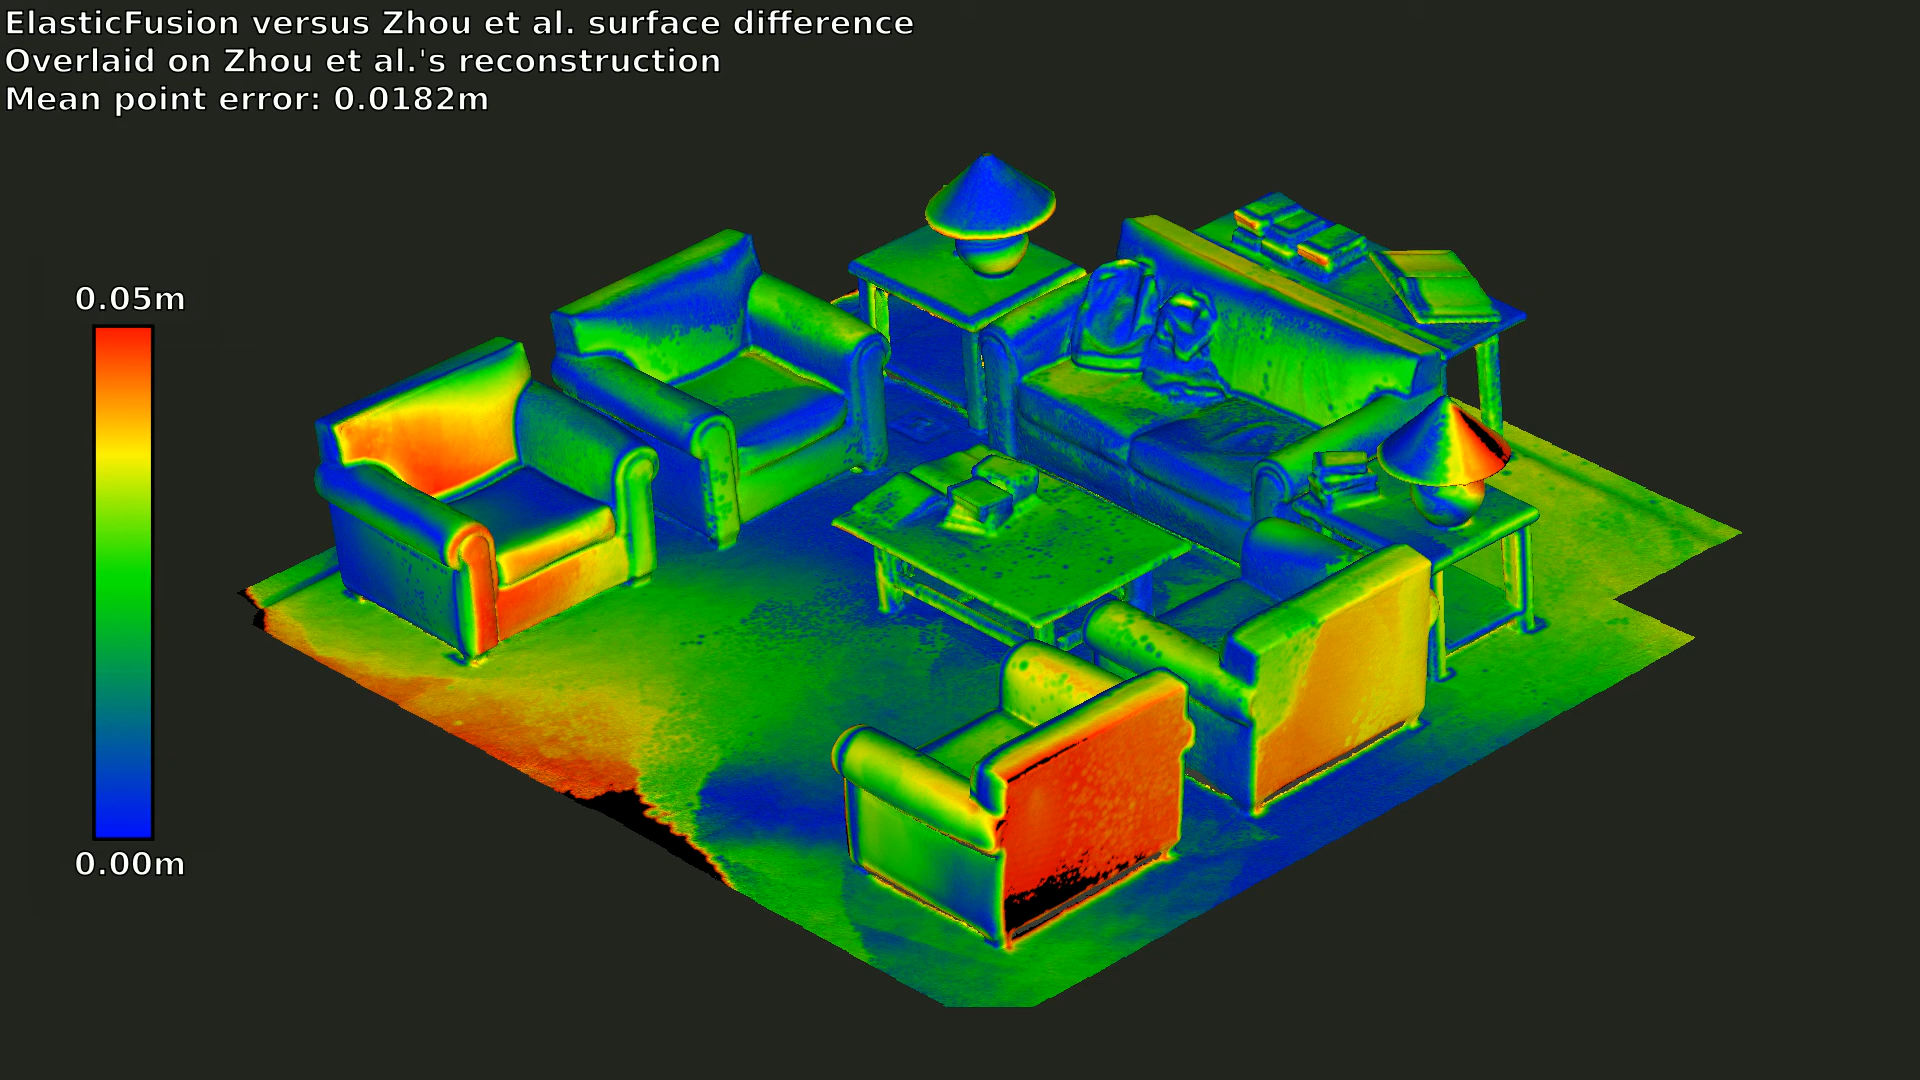 ElasticFusion versus Zhou et al. surface difference
Overlaid on Zhou et al.'s reconstruction
Mean point error: 0.0182m
0.05m
0.00m